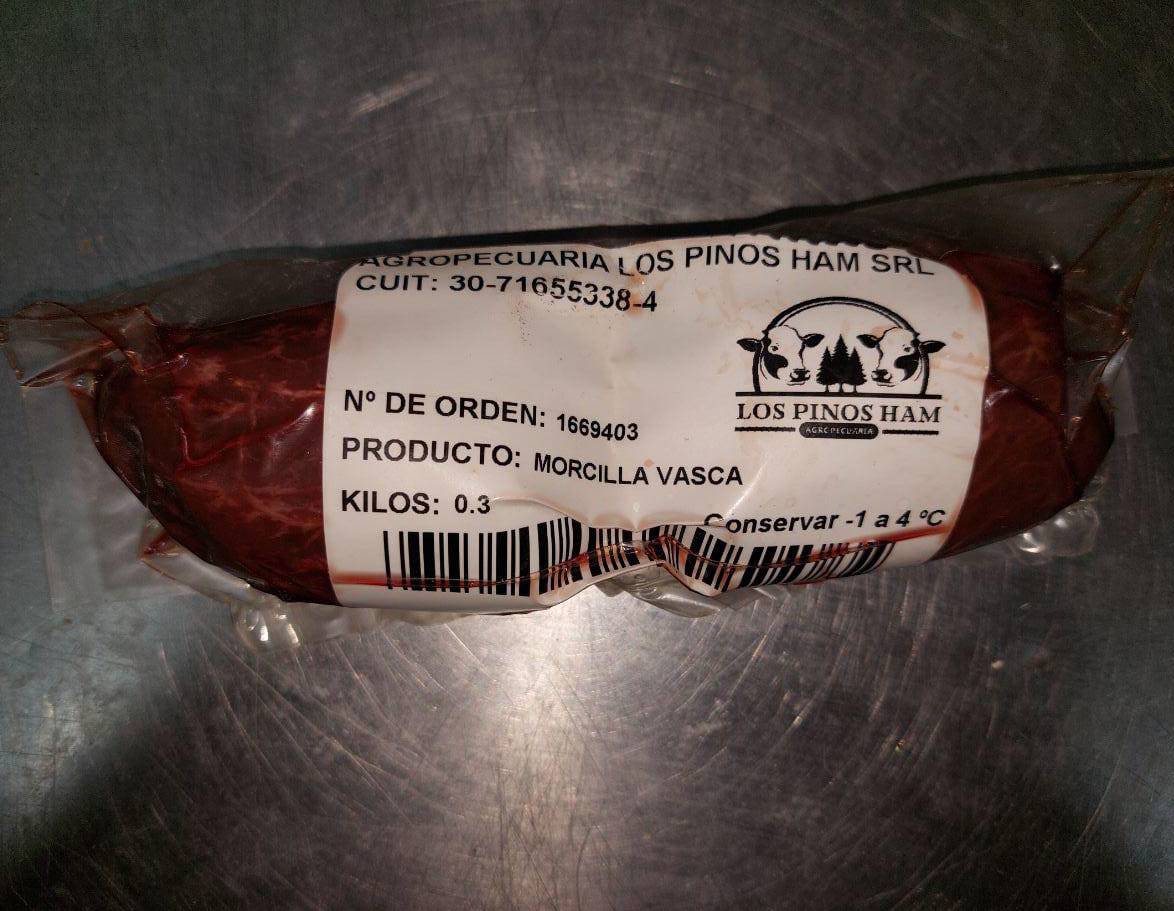 AGROPECUARIA LOS PINOS HAM SRL
CUIT: 30-71655338-4
LOS PINOS HAM
AGROPECUARIA
Nº DE ORDEN: 1669403
PRODUCTO: MORCILLA VASCA
KILOS: 0.3
Conservar -1 a 4 ºC